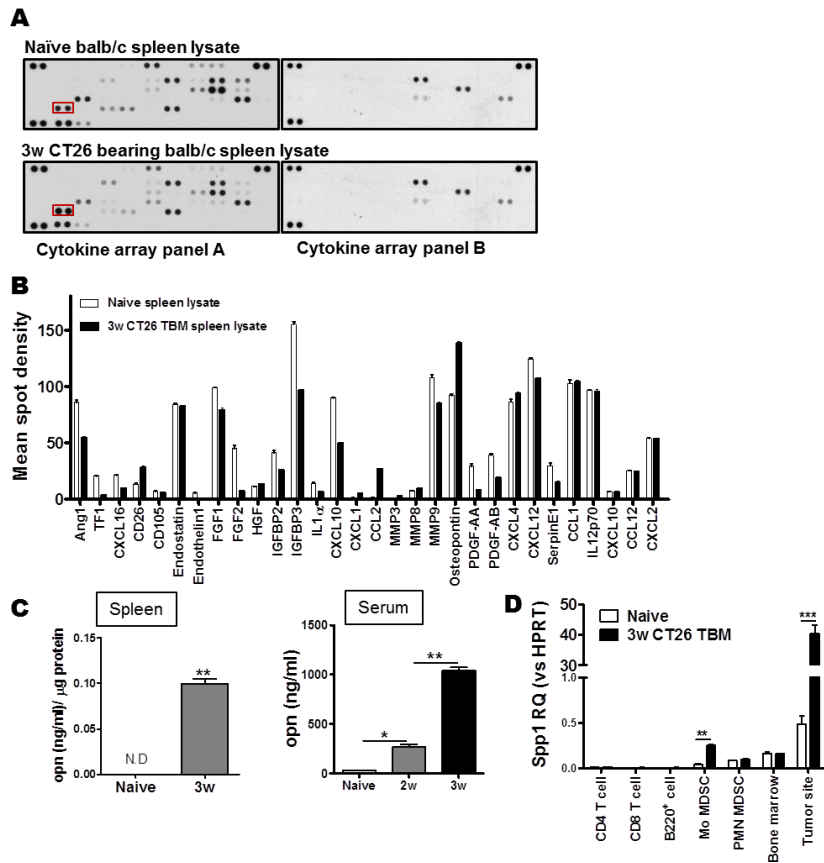 A
Naïve balb/c spleen lysate
3w CT26 bearing balb/c spleen lysate
Cytokine array panel A
Cytokine array panel B
B
Naive spleen lysate
3w CT26 TBM spleen lysate
Mean spot density
150
100
50
0
Ang1
TF1
CXCL16
CD26
CD105
Endostatin
Endothelin1
FGF1
FGF2
HGF
IGFBP2
IGFBP3
IL1α
CXCL10
CXCL1
CCL2
MMP3
MMP8
MMP9
Osteopontin
PDGF-AA
PDGF-AB
CXCL4
CXCL12
SerpinE1
CCL1
IL12p70
CXCL10
CCL12
CXCL2
C
Spleen
opn (ng/ml)/ μg protein
0.15
0.10
0.05
0.00
N.D
**
Naive
3w
Serum
opn (ng/ml)
1500
1000
500
0
*
**
Naive
2w
3w
D
Naive
3w CT26 TBM
Spp1 RQ (vs HPRT)
50
40
30
0.5
0.0
**
***
CD4 T cell
CD8 T cell
B220⁺ cell
Mo MDSC
PMN MDSC
Bone marrow
Tumor site